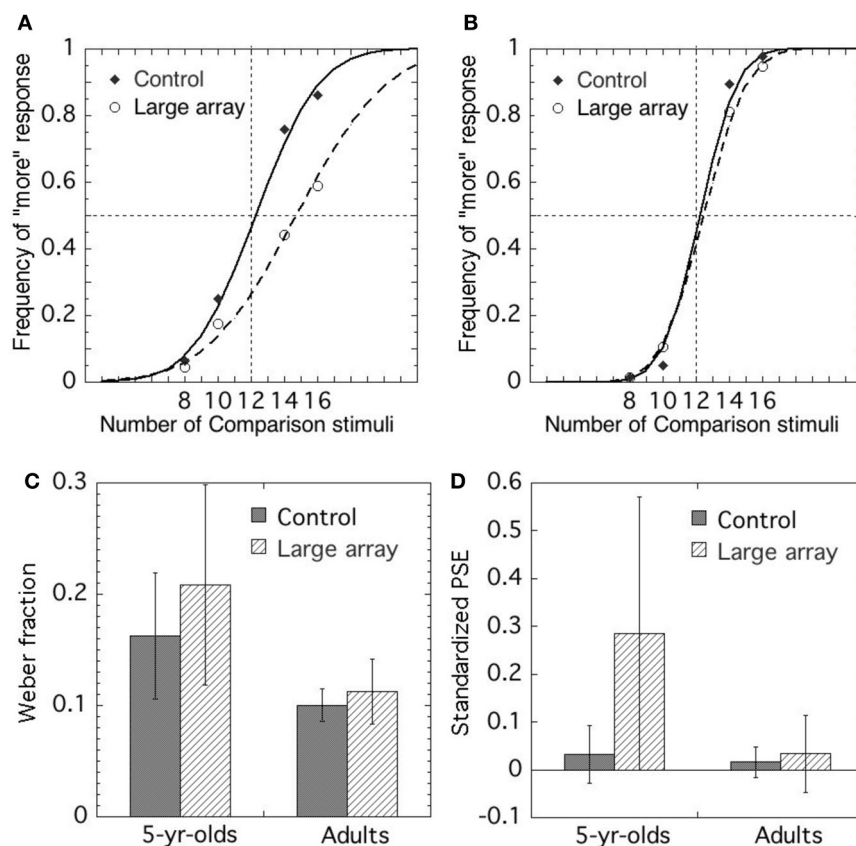 A
Frequency of "more" response
1
0.8
0.6
0.4
0.2
0
Control
Large array
8 10 12 14 16
Number of Comparison stimuli
B
Frequency of "more" response
1
0.8
0.6
0.4
0.2
0
Control
Large array
8 10 12 14 16
Number of Comparison stimuli
C
Weber fraction
0.3
0.2
0.1
0
Control
Large array
5-yr-olds Adults
D
Standardized PSE
0.6
0.5
0.4
0.3
0.2
0.1
0
-0.1
Control
Large array
5-yr-olds Adults